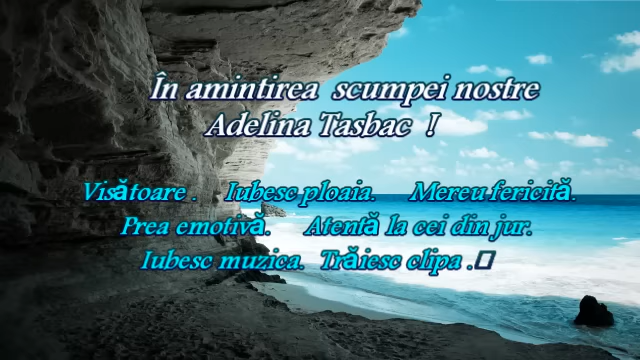 În amintirea scumpei nostre
Adelina Tasbac !
Visătoare . Iubesc ploaia. Mereu fericită.
Prea emotivă. Atentă la cei din jur.
Iubesc muzica. Trăiesc clipa .